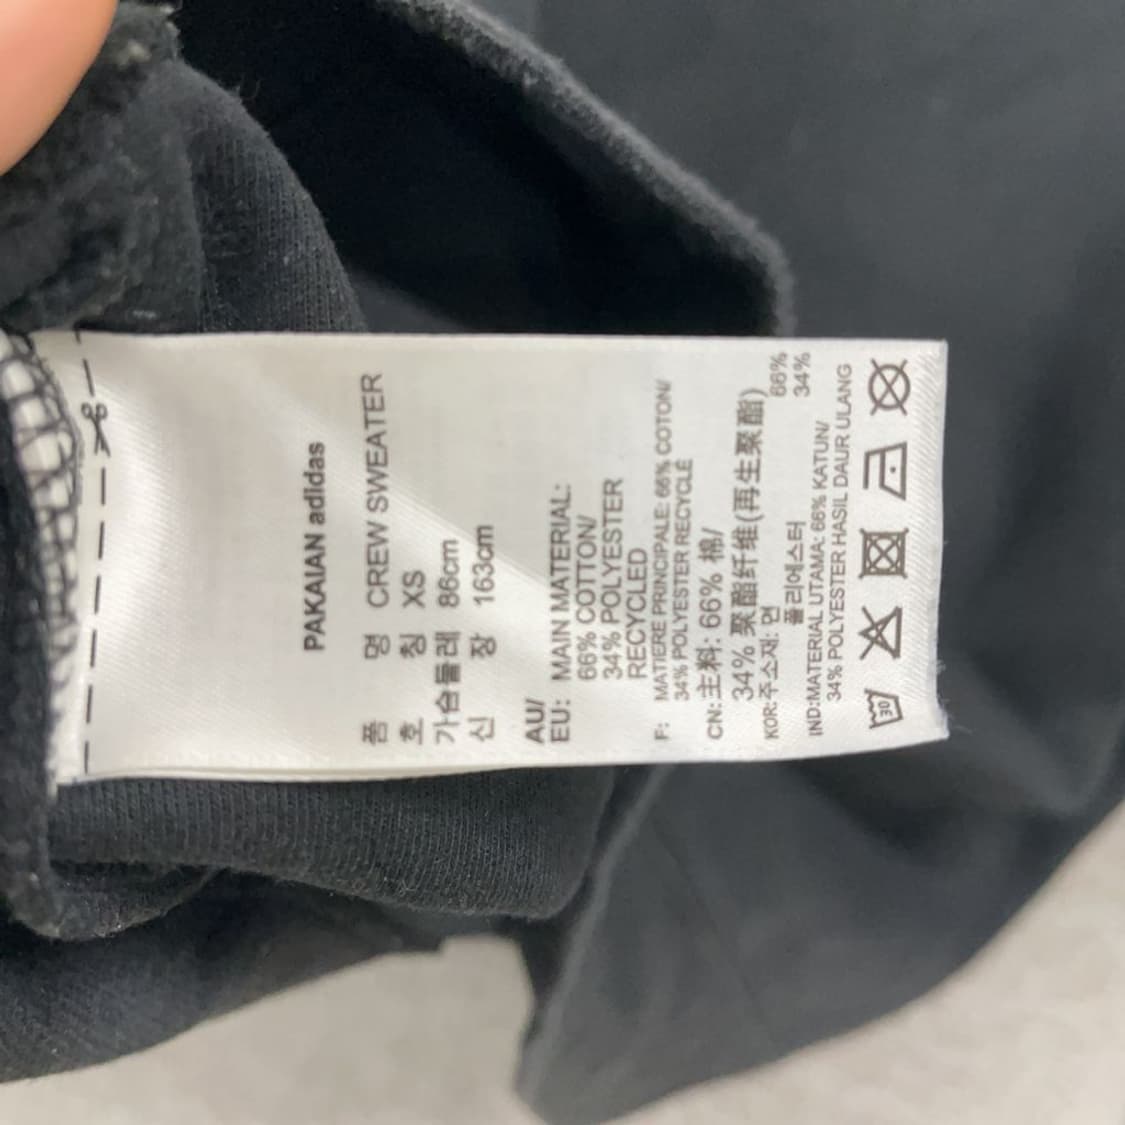 PAKAIAN adidas
품 명 CREW SWEATER
호 칭 XS
가슴둘레 86cm
신 장 163cm
AU/
EU: MAIN MATERIAL:
66% COTTON/
34% POLYESTER
RECYCLED
F: MATIERE PRINCIPALE: 66% COTON/
34% POLYESTER RECYCLÉ
CN: 主料: 66% 棉/
34% 聚酯纤维(再生聚酯)
KOR: 주소재: 면 66%
폴리에스터 34%
IND:MATERIAL UTAMA: 66% KATUN/
34% POLYESTER HASIL DAUR ULANG
30